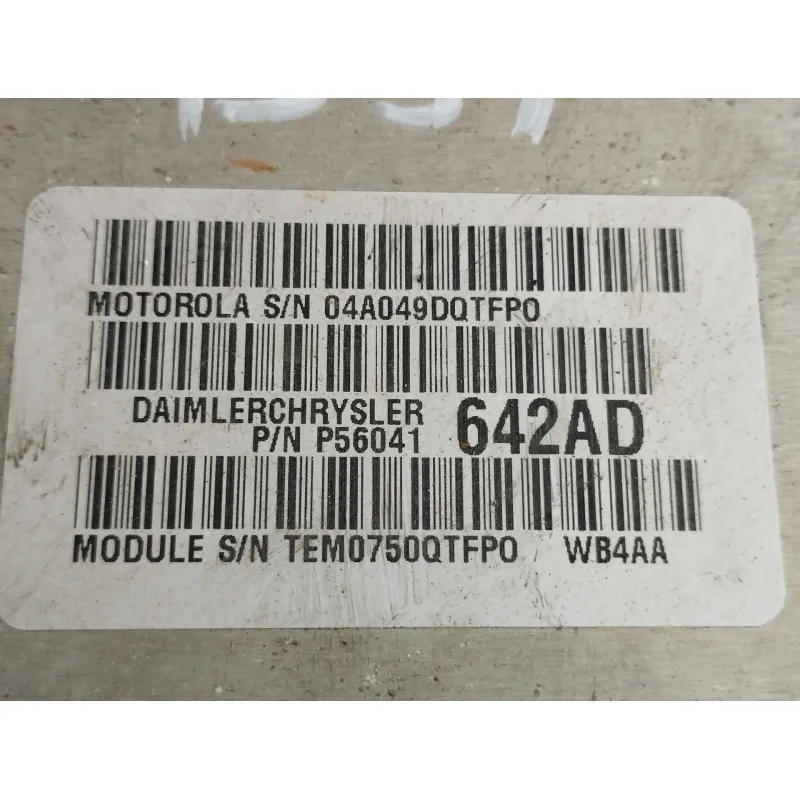 MOTOROLA S/N 04A049DQTFP0
DAIMLERCHRYSLER
P/N P56041 642AD
MODULE S/N TEM0750QTFP0 WB4AA